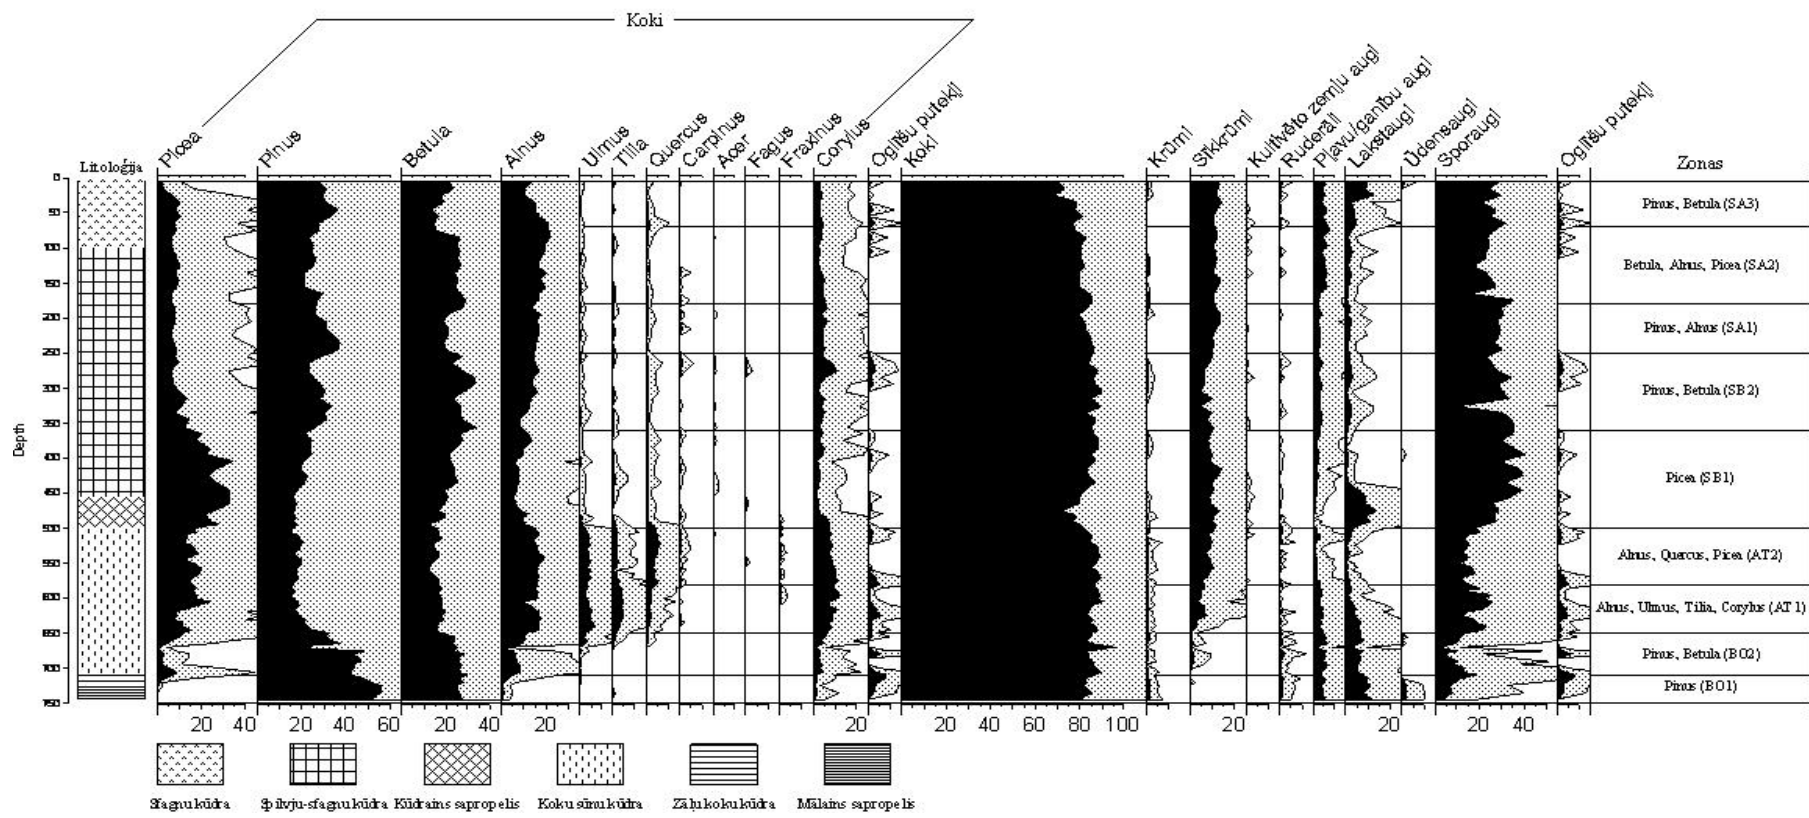 Koki
Litoloģija
Picea
Pinus
Betula
Alnus
Ulmus
Tilia
Quercus
Carpinus
Acer
Fagus
Fraxinus
Corylus
Oglīšu putekļi
Koki
Krūmi
Sīkkrūmi
Kultivēto zemju augi
Ruderāli
Pļavu/ganību augi
Lakstaugi
Ūdensaugi
Sporaugi
Oglīšu putekļi
Zonas
Depth
0
50
100
150
200
250
300
350
400
450
500
550
600
650
700
750
Pinus, Betula (SA3)
Betula, Alnus, Picea (SA2)
Pinus, Alnus (SA1)
Pinus, Betula (SB2)
Picea (SB1)
Alnus, Quercus, Picea (AT2)
Alnus, Ulmus, Tilia, Corylus (AT1)
Pinus, Betula (BO2)
Pinus (BO1)
20 40 20 40 60 20 40 20 20 20 40 60 80 100 20 20 20 40
Sfagnu kūdra
Spilvju-sfagnu kūdra
Kūdrains sapropelis
Koku sūnu kūdra
Zāļu koku kūdra
Mālains sapropelis